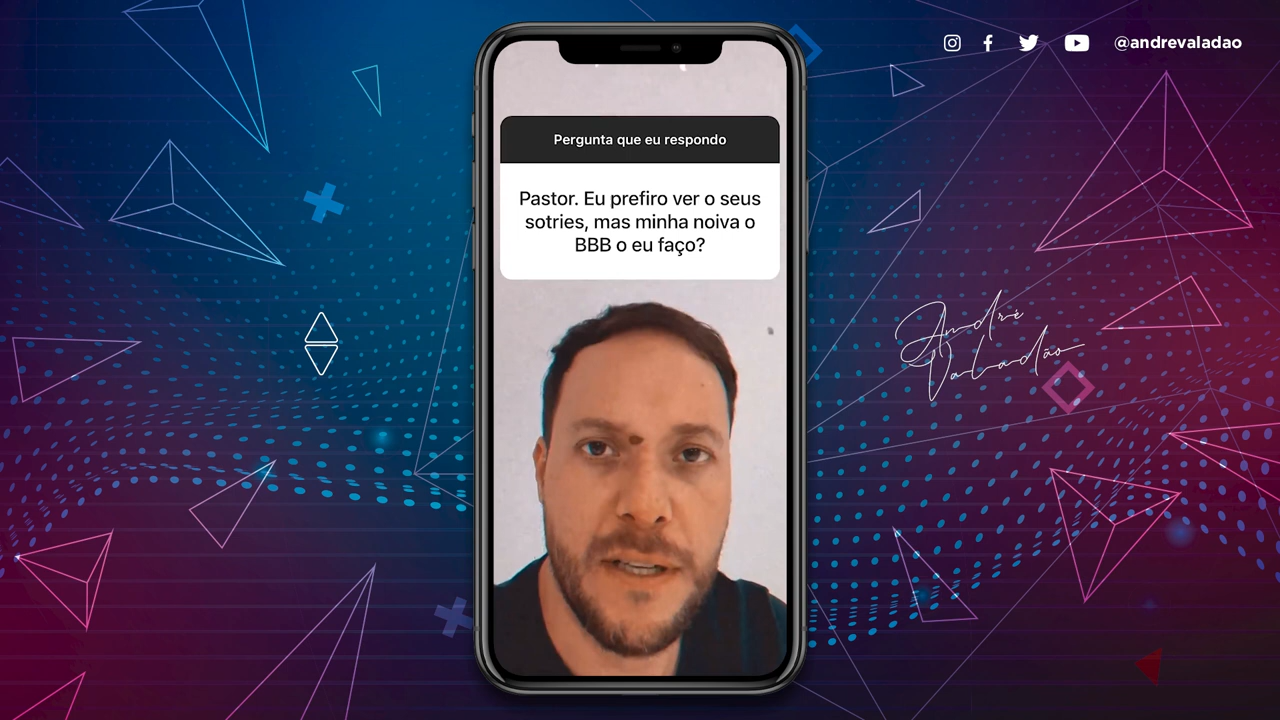 @andrevaladao
Pergunta que eu respondo
Pastor. Eu prefiro ver o seus
sotries, mas minha noiva o
BBB o eu faço?
André
Valadão